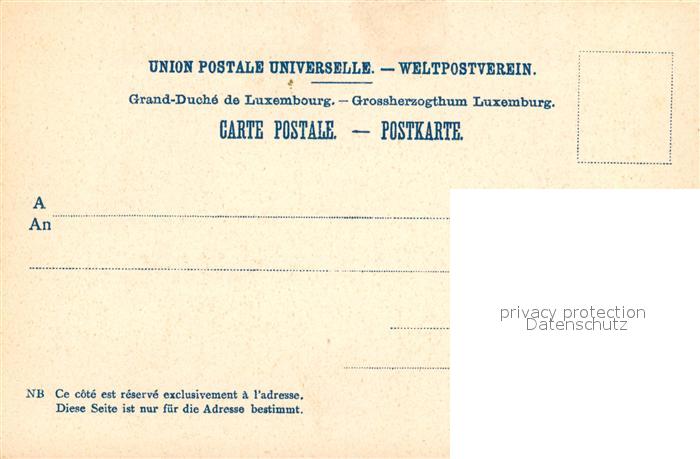 UNION POSTALE UNIVERSELLE. — WELTPOSTVEREIN.
Grand-Duché de Luxembourg. — Grossherzogthum Luxemburg.
CARTE POSTALE. — POSTKARTE.
A
An
privacy protection
Datenschutz
NB Ce côté est réservé exclusivement à l'adresse.
Diese Seite ist nur für die Adresse bestimmt.